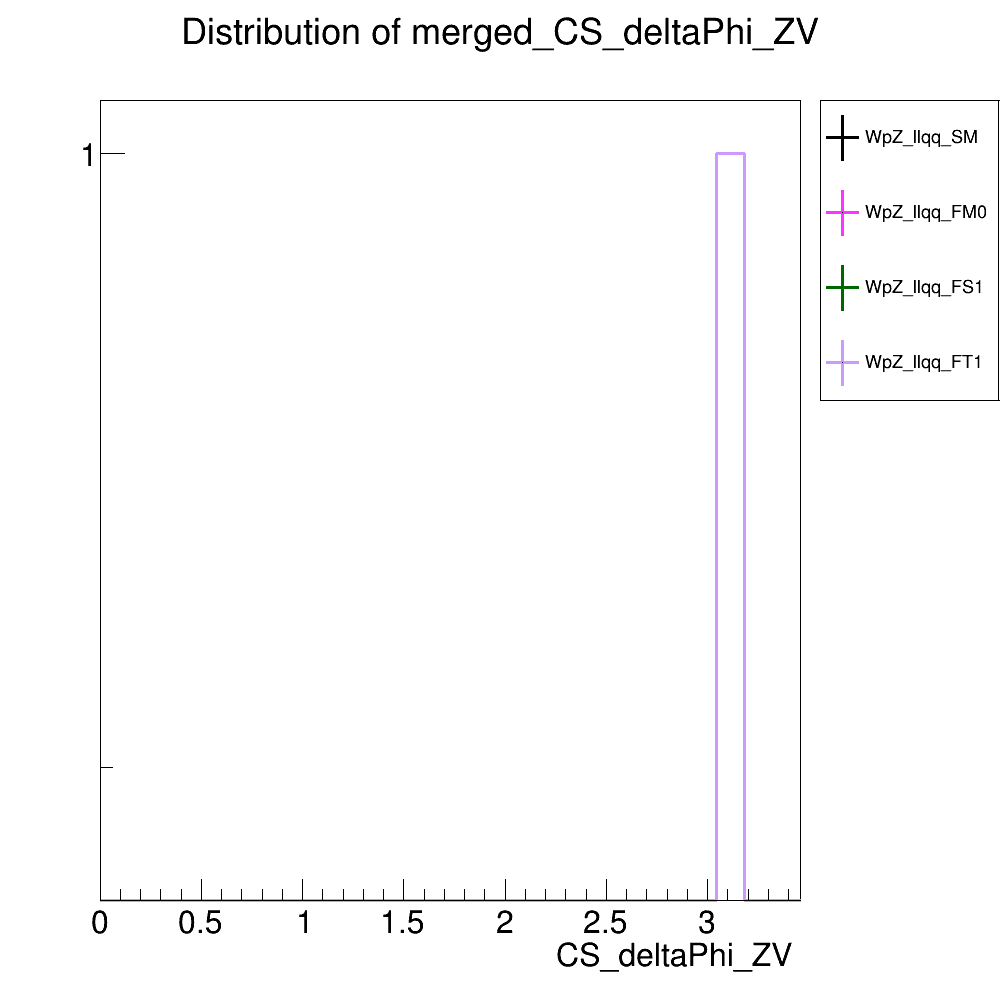 Distribution of merged_CS_deltaPhi_ZV
WpZ_llqq_SM
WpZ_llqq_FM0
WpZ_llqq_FS1
WpZ_llqq_FT1
1
0 0.5 1 1.5 2 2.5 3
CS_deltaPhi_ZV